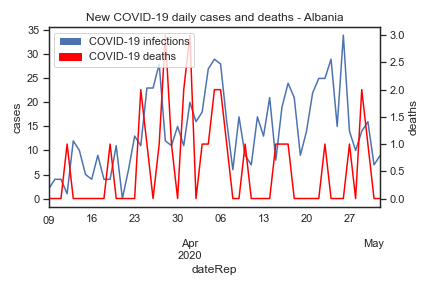 New COVID-19 daily cases and deaths - Albania
COVID-19 infections
COVID-19 deaths
cases
35
30
25
20
15
10
5
0
3.0
2.5
2.0
1.5
1.0
0.5
0.0
deaths
09 16 23 30 06 13 20 27
Apr May
2020
dateRep